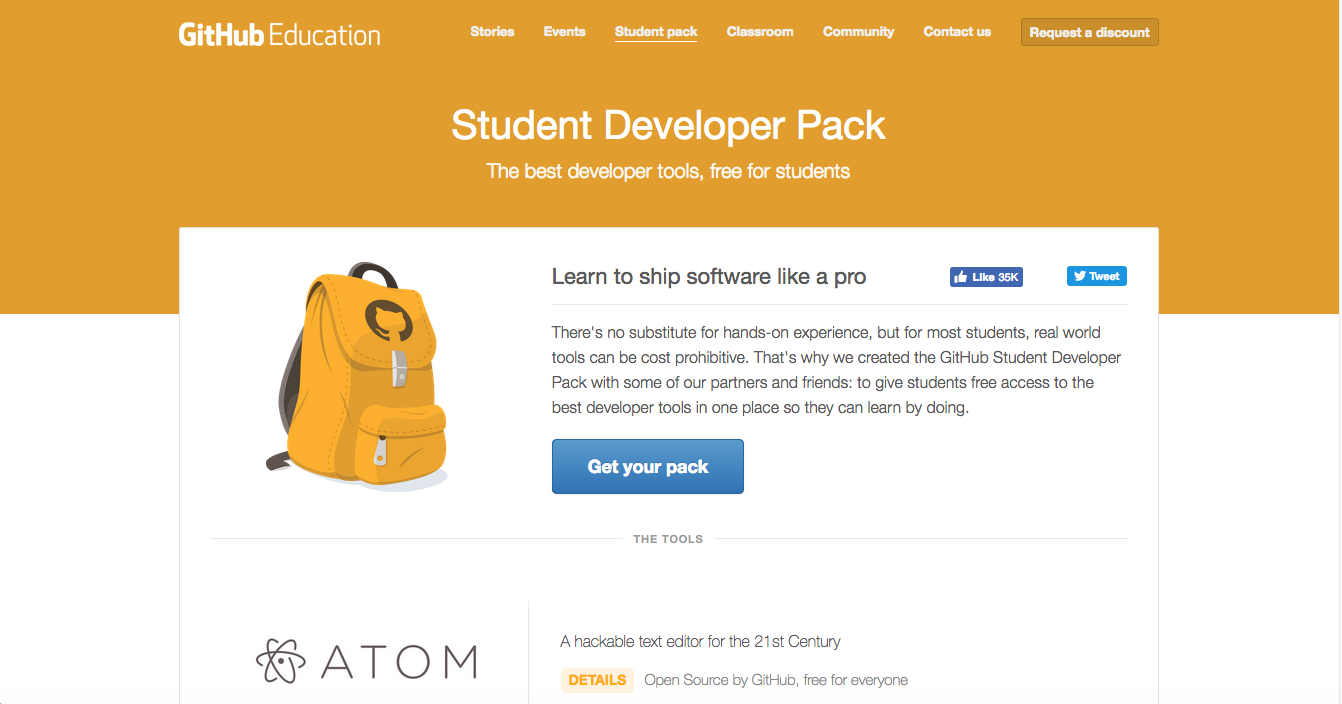 GitHub Education
Stories
Events
Student pack
Classroom
Community
Contact us
Request a discount
Student Developer Pack
The best developer tools, free for students
Learn to ship software like a pro
Like 35K
Tweet
There's no substitute for hands-on experience, but for most students, real world
tools can be cost prohibitive. That's why we created the GitHub Student Developer
Pack with some of our partners and friends: to give students free access to the
best developer tools in one place so they can learn by doing.
Get your pack
THE TOOLS
ATOM
A hackable text editor for the 21st Century
DETAILS
Open Source by GitHub, free for everyone